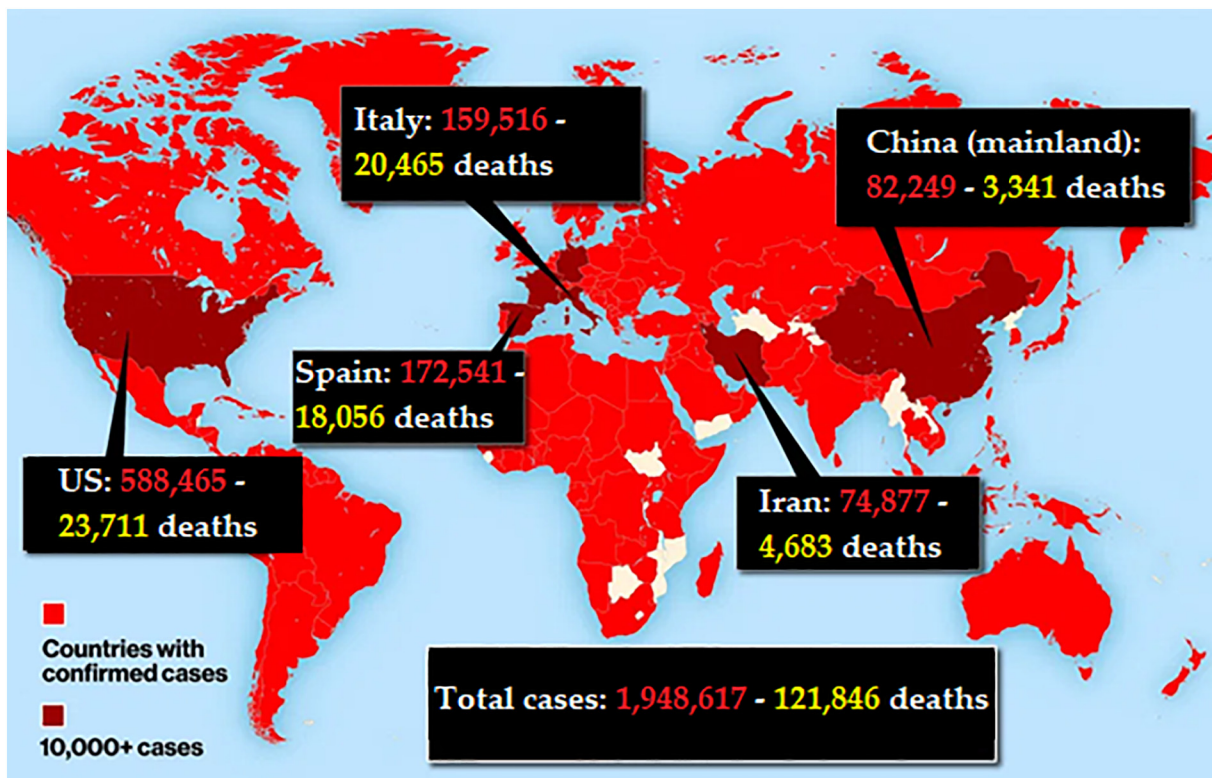 Italy: 159,516 -
20,465 deaths
China (mainland):
82,249 - 3,341 deaths
Spain: 172,541 -
18,056 deaths
US: 588,465 -
23,711 deaths
Iran: 74,877 -
4,683 deaths
Countries with
confirmed cases
10,000+ cases
Total cases: 1,948,617 - 121,846 deaths